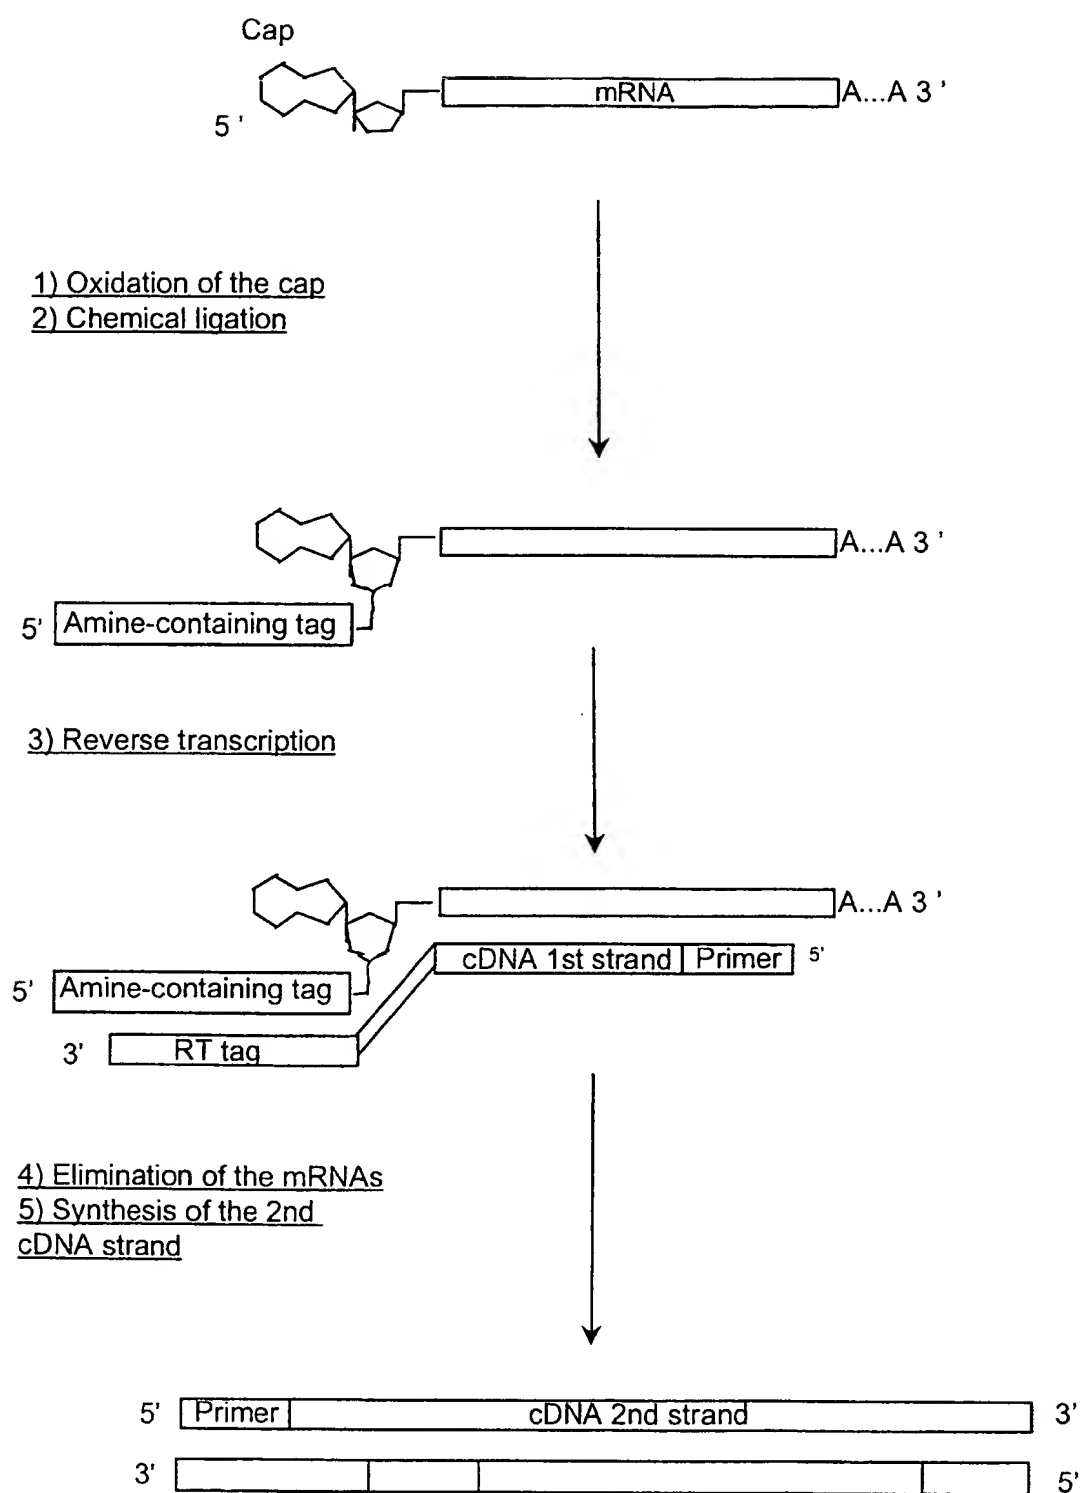 Cap
5 '
mRNA
A...A 3 '
1) Oxidation of the cap
2) Chemical ligation
A...A 3 '
5' Amine-containing tag
3) Reverse transcription
A...A 3 '
cDNA 1st strand Primer 5'
5' Amine-containing tag
3' RT tag
4) Elimination of the mRNAs
5) Synthesis of the 2nd
cDNA strand
5' Primer cDNA 2nd strand 3'
3' 5'